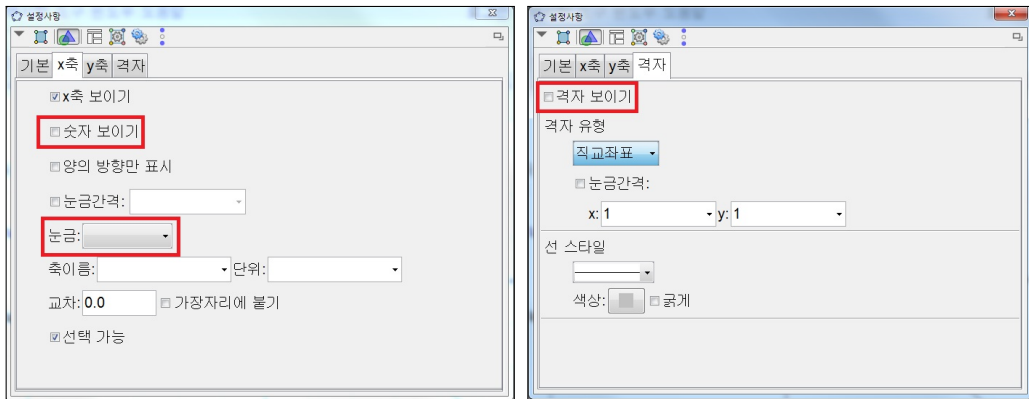 설정사항
기본 x축 y축 격자
x축 보이기
숫자 보이기
양의 방향만 표시
눈금간격:
눈금:
축이름: 단위:
교차: 0.0 가장자리에 붙기
선택 가능
설정사항
기본 x축 y축 격자
격자 보이기
격자 유형
직교좌표
눈금간격:
x: 1 y: 1
선 스타일
색상: 굵게